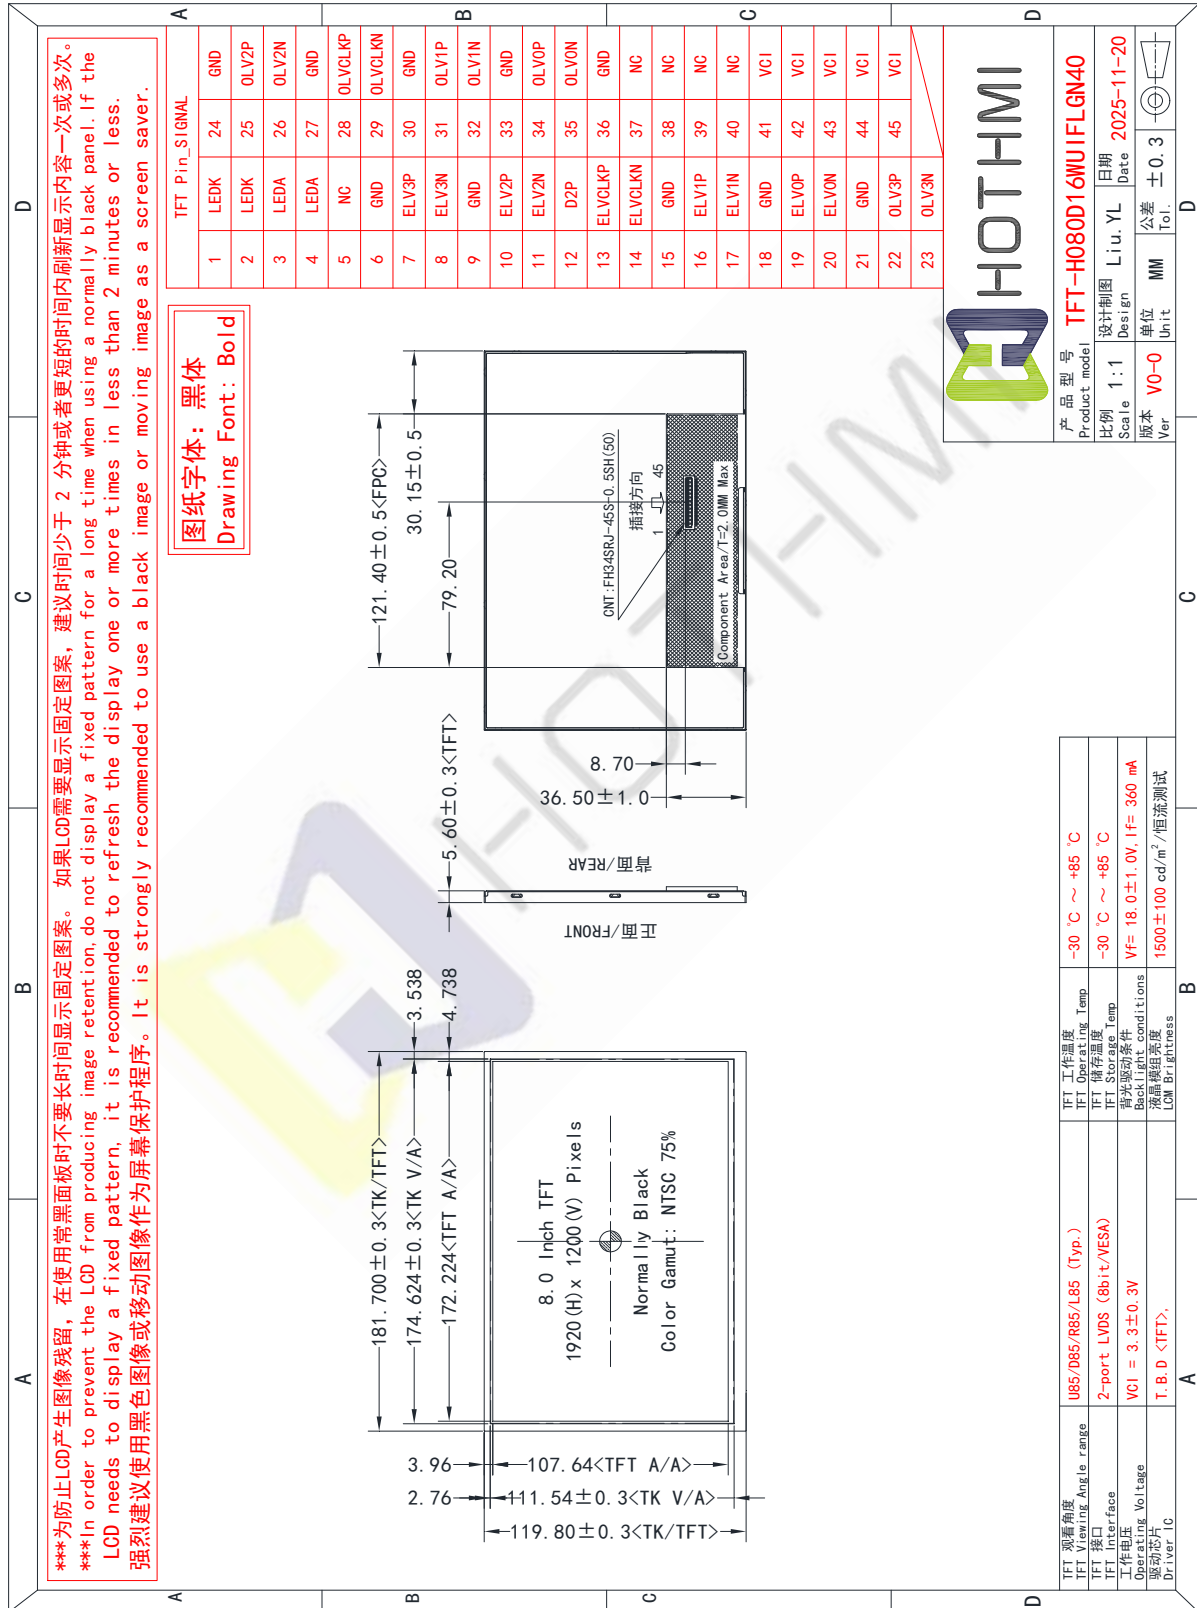 ***为防止LCD产生图像残留, 在使用常黑面板时不要长时间显示固定图案。 如果LCD需要显示固定图案, 建议时间少于 2 分钟或者更短的时间内刷新显示内容一次或多次。
***In order to prevent the LCD from producing image retention,do not display a fixed pattern for a long time when using a normally black panel.If the
LCD needs to display a fixed pattern, it is recommended to refresh the display one or more times in less than 2 minutes or less.
强烈建议使用黑色图像或移动图像作为屏幕保护程序。It is strongly recommended to use a black image or moving image as a screen saver.
图纸字体: 黑体
Drawing Font: Bold
TFT Pin_SIGNAL
1 LEDK 24 GND
2 LEDK 25 OLV2P
3 LEDA 26 OLV2N
4 LEDA 27 GND
5 NC 28 OLVCLKP
6 GND 29 OLVCLKN
7 ELV3P 30 GND
8 ELV3N 31 OLV1P
9 GND 32 OLV1N
10 ELV2P 33 GND
11 ELV2N 34 OLV0P
12 D2P 35 OLV0N
13 ELVCLKP 36 GND
14 ELVCLKN 37 NC
15 GND 38 NC
16 ELV1P 39 NC
17 ELV1N 40 NC
18 GND 41 VCI
19 ELV0P 42 VCI
20 ELV0N 43 VCI
21 GND 44 VCI
22 OLV3P 45 VCI
23 OLV3N
181.700±0.3<TK/TFT>
174.624±0.3<TK V/A>
172.224<TFT A/A>
3.538
4.738
3.96
2.76
107.64<TFT A/A>
111.54±0.3<TK V/A>
119.80±0.3<TK/TFT>
8.0 Inch TFT
1920(H)x 1200(V) Pixels
Normally Black
Color Gamut: NTSC 75%
5.60±0.3<TFT>
正面/FRONT
背面/REAR
121.40±0.5<FPC>
30.15±0.5
79.20
8.70
36.50±1.0
CNT:FH34SRJ-45S-0.5SH(50)
插接方向
1 45
Component Area/T=2.0MM Max
HOTHMI
TFT 观看角度
TFT Viewing Angle range
U85/D85/R85/L85 (Typ.)
TFT 接口
TFT Interface
2-port LVDS (8bit/VESA)
工作电压
Operating Voltage
VCI = 3.3±0.3V
驱动芯片
Driver IC
T.B.D <TFT>,
TFT 工作温度
TFT Operating Temp
-30 °C ～ +85 °C
TFT 储存温度
TFT Storage Temp
-30 °C ～ +85 °C
背光驱动条件
Backlight conditions
Vf= 18.0±1.0V,If= 360 mA
液晶模组亮度
LCM Brightness
1500±100 cd/m²/恒流测试
HOTHMI
产 品 型 号
Product model
TFT-H080D16WUIFLGN40
比例
Scale
1:1
设计制图
Design
Liu.YL
日期
Date
2025-11-20
版本
Ver
V0-0
单位
Unit
MM
公差
Tol.
±0.3
A B C D
A B C D
A B C D
A B C D